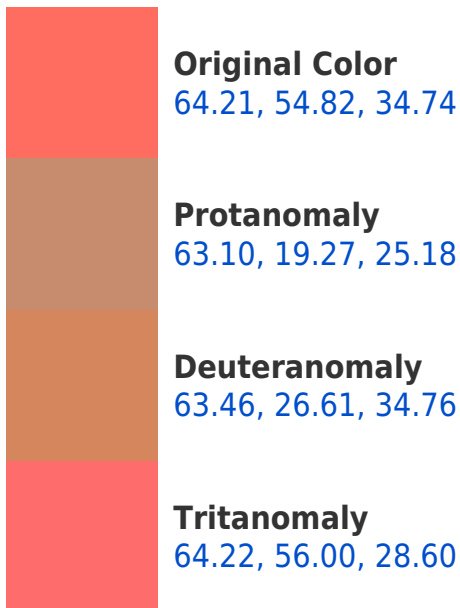 Original Color
64.21, 54.82, 34.74
Protanomaly
63.10, 19.27, 25.18
Deuteranomaly
63.46, 26.61, 34.76
Tritanomaly
64.22, 56.00, 28.60